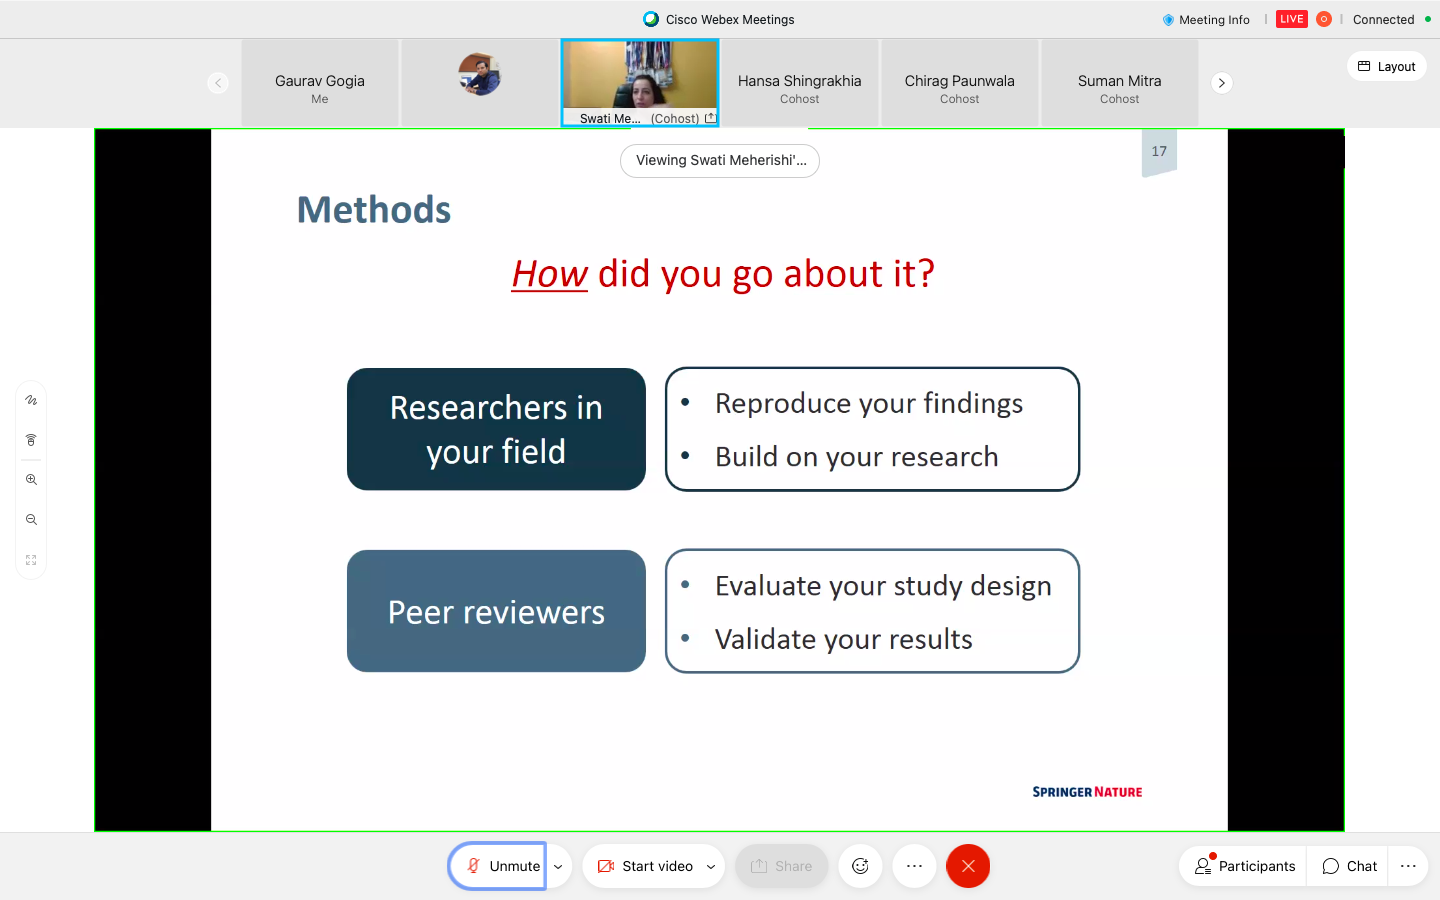 Cisco Webex Meetings
Meeting Info
LIVE
Connected
Gaurav Gogia
Me
Swati Me... (Cohost)
Hansa Shingrakhia
Cohost
Chirag Paunwala
Cohost
Suman Mitra
Cohost
Layout
Viewing Swati Meherishi'...
17
Methods
How did you go about it?
Researchers in
your field
• Reproduce your findings
• Build on your research
Peer reviewers
• Evaluate your study design
• Validate your results
SPRINGER NATURE
Unmute
Start video
Share
Participants
Chat